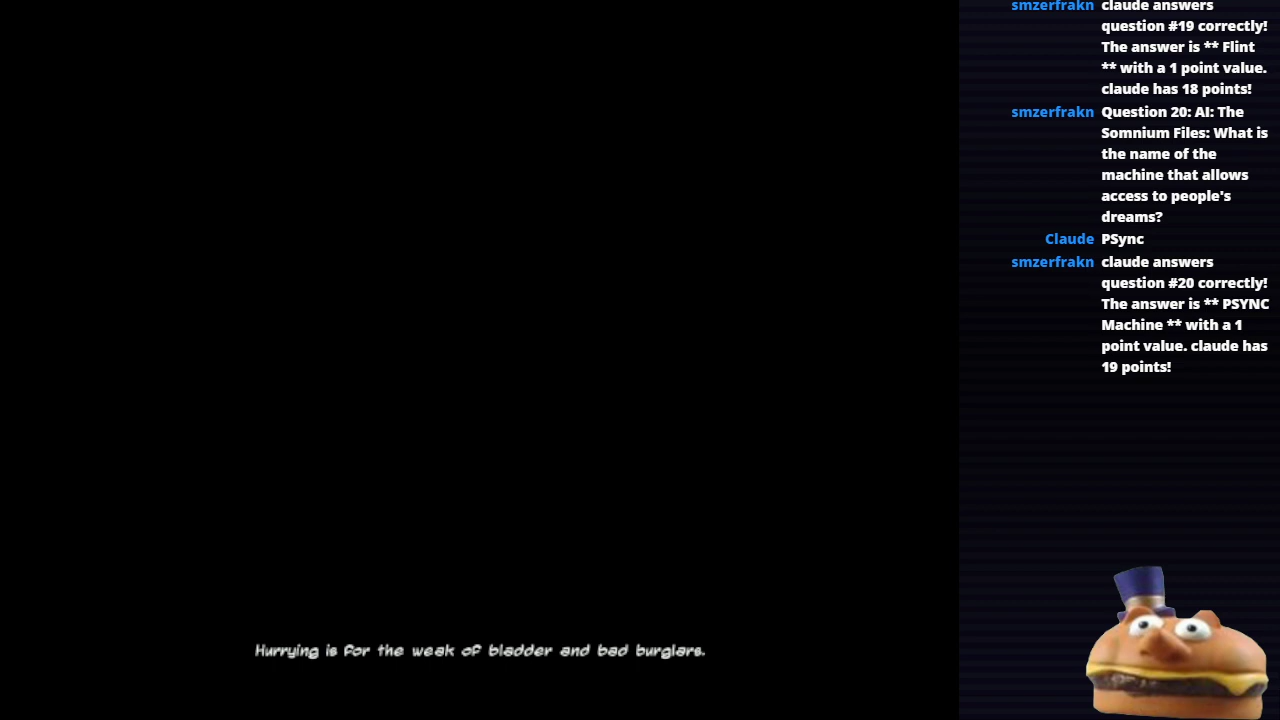 smzerfrakn claude answers
question #19 correctly!
The answer is ** Flint
** with a 1 point value.
claude has 18 points!
smzerfrakn Question 20: AI: The
Somnium Files: What is
the name of the
machine that allows
access to people's
dreams?
Claude PSync
smzerfrakn claude answers
question #20 correctly!
The answer is ** PSYNC
Machine ** with a 1
point value. claude has
19 points!
Hurrying is for the weak of bladder and bad burglars.